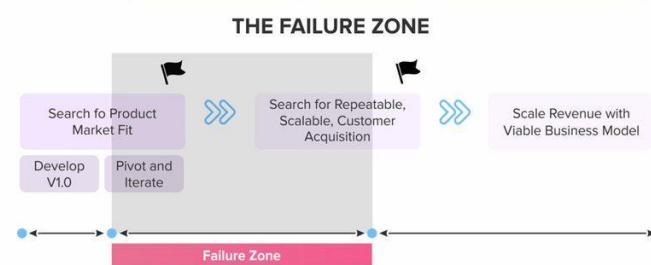 THE FAILURE ZONE
Search fo Product
Market Fit
Search for Repeatable,
Scalable, Customer
Acquisition
Scale Revenue with
Viable Business Model
Develop
V1.0
Pivot and
Iterate
Failure Zone